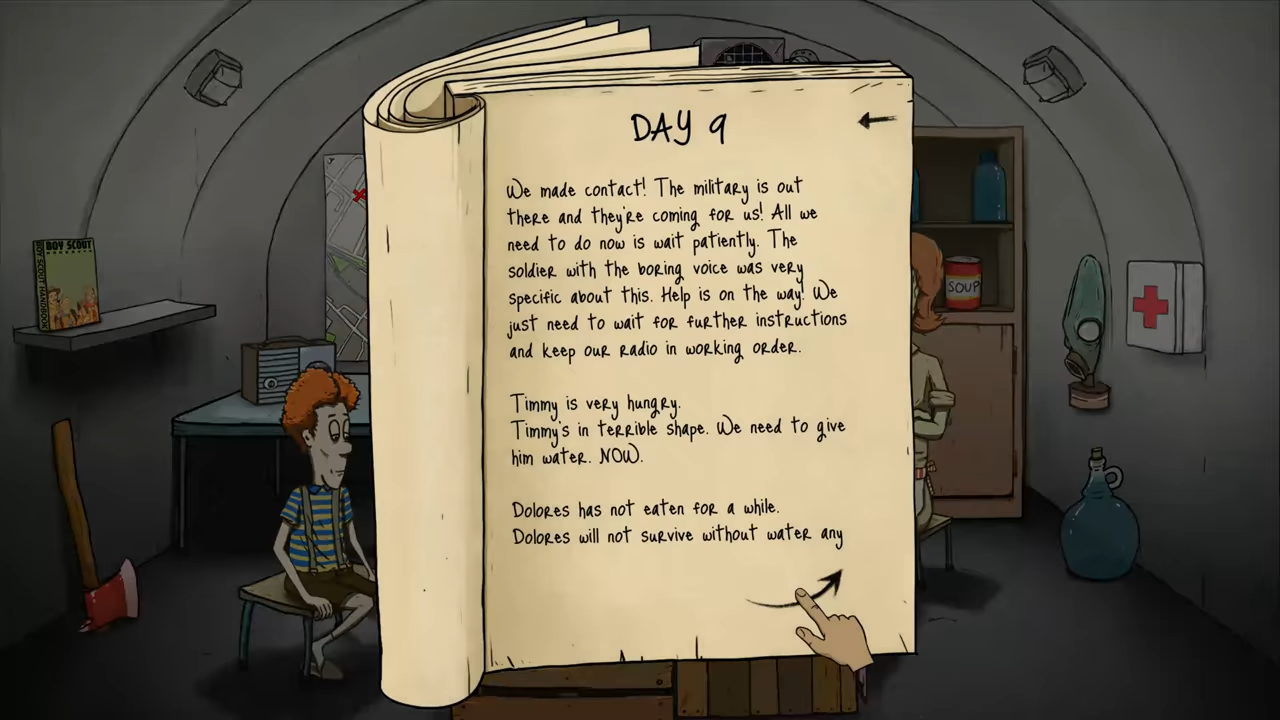 DAY 9
We made contact! The military is out
there and they're coming for us! All we
need to do now is wait patiently. The
soldier with the boring voice was very
specific about this. Help is on the way! We
just need to wait for further instructions
and keep our radio in working order.
Timmy is very hungry.
Timmy's in terrible shape. We need to give
him water. NOW.
Dolores has not eaten for a while.
Dolores will not survive without water any
BOY SCOUT
BOY SCOUT HANDBOOK
SOUP